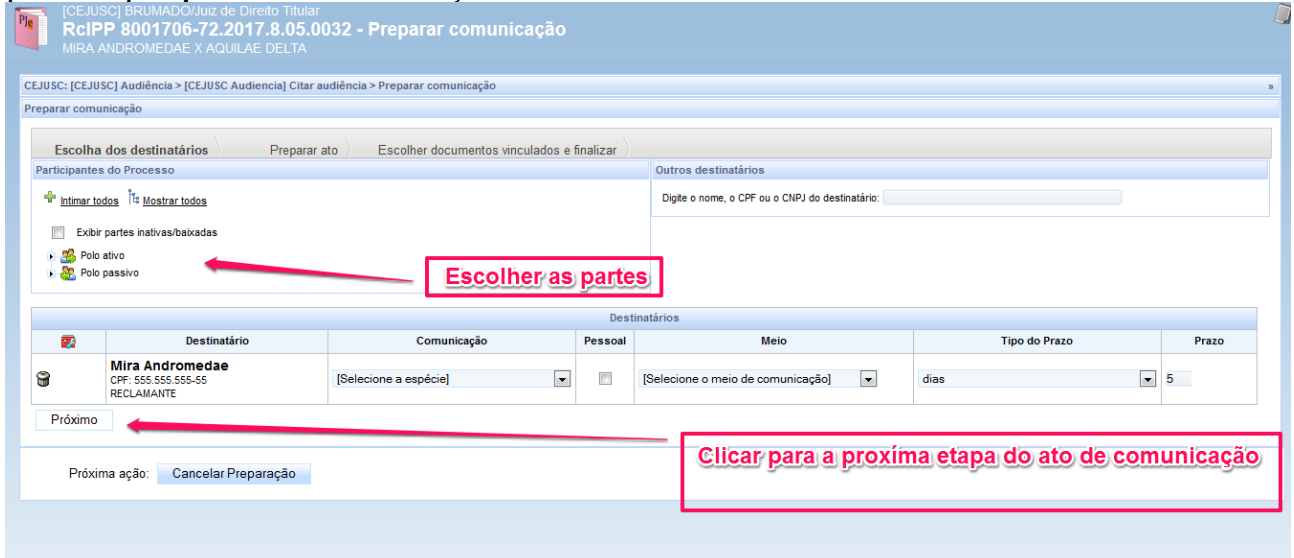 PJe
[CEJUSC] BRUMADO/Juiz de Direito Titular
RcIPP 8001706-72.2017.8.05.0032 - Preparar comunicação
MIRA ANDROMEDAE X AQUILAE DELTA
CEJUSC: [CEJUSC] Audiência > [CEJUSC Audiencia] Citar audiência > Preparar comunicação »
Preparar comunicação
Escolha dos destinatários Preparar ato Escolher documentos vinculados e finalizar
Participantes do Processo Outros destinatários
Intimar todos Mostrar todos Digite o nome, o CPF ou o CNPJ do destinatário:
Exibir partes inativas/baixadas
Polo ativo
Polo passivo
Escolher as partes
Destinatários
Destinatário Comunicação Pessoal Meio Tipo do Prazo Prazo
Mira Andromedae
CPF: 555.555.555-55 [Selecione a espécie] [Selecione o meio de comunicação] dias 5
RECLAMANTE
Próximo
Clicar para a proxíma etapa do ato de comunicação
Próxima ação: Cancelar Preparação